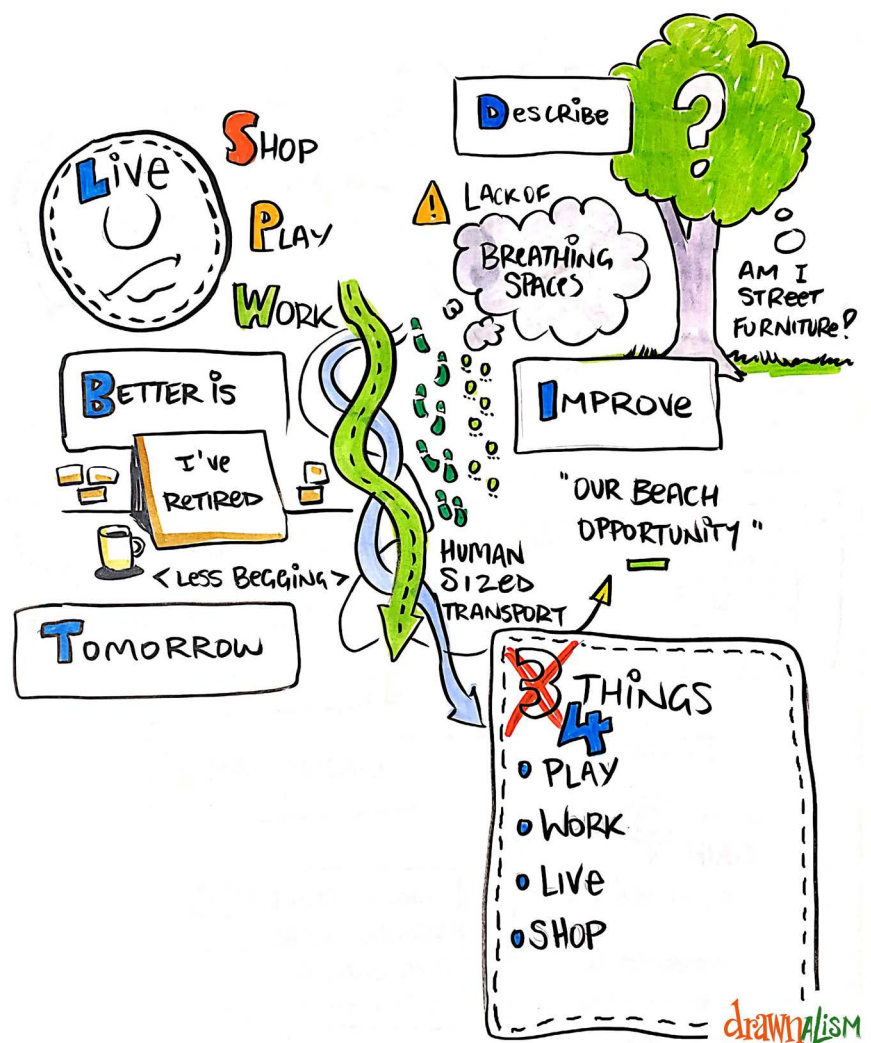 Live
SHOP
PLAY
WORK
BETTER iS
I've
RETIRED
< LESS BEGGING >
TOMORROW
DESCRIBE
?
! LACK OF
BREATHING
SPACES
AM I
STREET
FURNITURE?
IMPROVe
"OUR BEACH
OPPORTUNITY"
HUMAN
SIZED
TRANSPORT
3 THINGS
4
• PLAY
• WORK
• LIVe
• SHOP
drawnALiSM